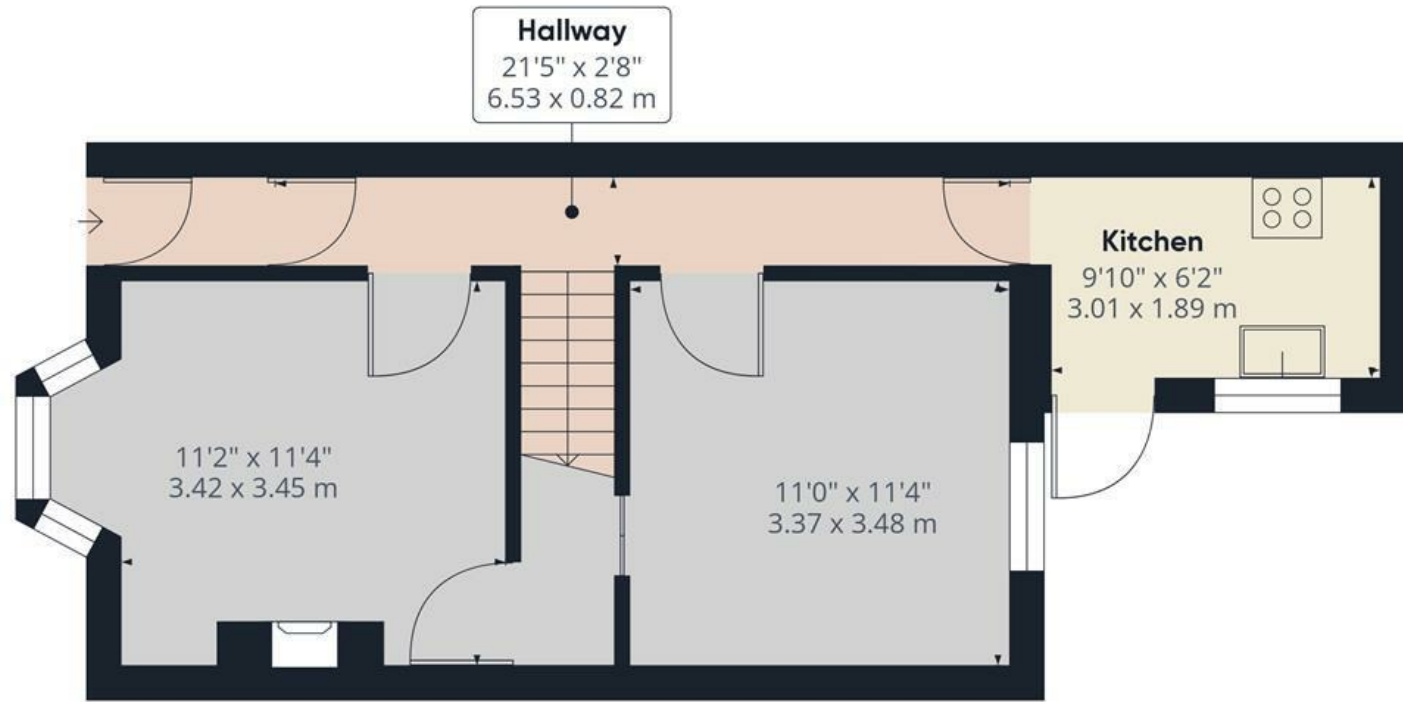 Hallway
21'5" x 2'8"
6.53 x 0.82 m
Kitchen
9'10" x 6'2"
3.01 x 1.89 m
11'2" x 11'4"
3.42 x 3.45 m
11'0" x 11'4"
3.37 x 3.48 m